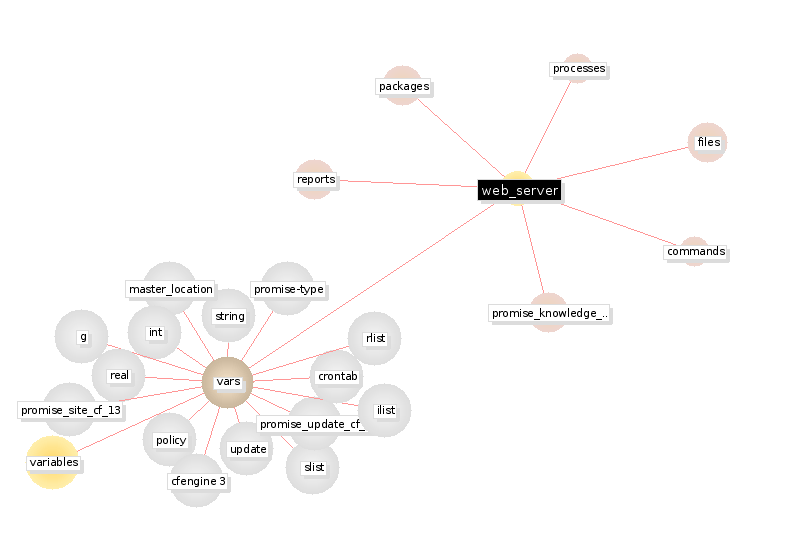 processes
packages
files
reports
web_server
commands
master_location
promise-type
promise_knowledge_..
string
int
g
rlist
real
crontab
vars
promise_site_cf_13
ilist
promise_update_cf_
policy
update
variables
slist
cfengine 3